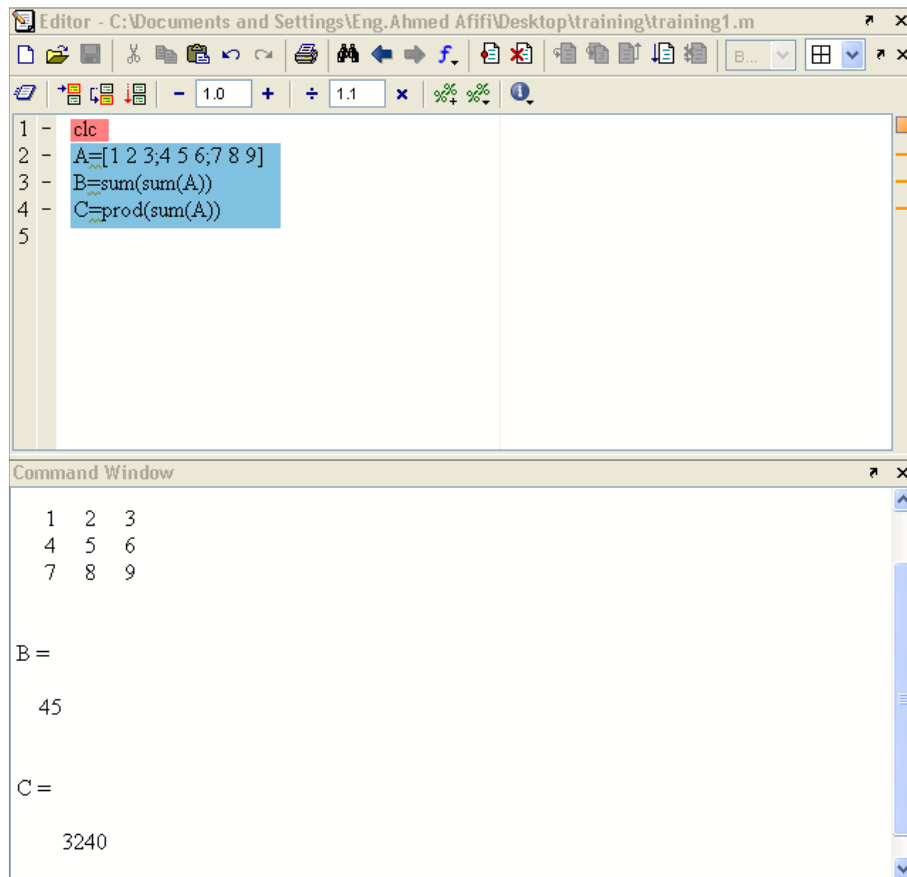 Editor - C:\Documents and Settings\Eng.Ahmed Afifi\Desktop\training\training1.m
B...
1.0
1.1
1 - clc
2 - A=[1 2 3;4 5 6;7 8 9]
3 - B=sum(sum(A))
4 - C=prod(sum(A))
5
Command Window
1 2 3
4 5 6
7 8 9
B =
45
C =
3240